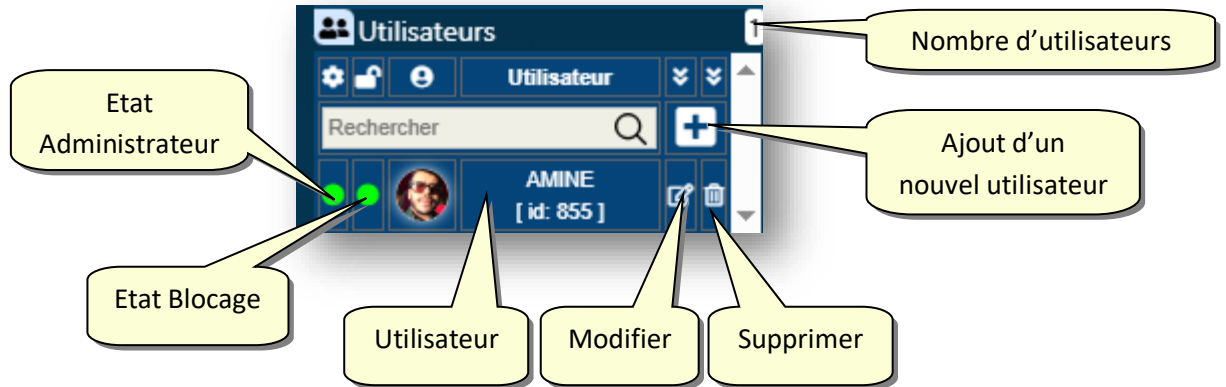 Utilisateurs
1
Nombre d’utilisateurs
Utilisateur
Etat
Administrateur
Rechercher
Ajout d’un
nouvel utilisateur
AMINE
[ id: 855 ]
Etat Blocage
Utilisateur
Modifier
Supprimer